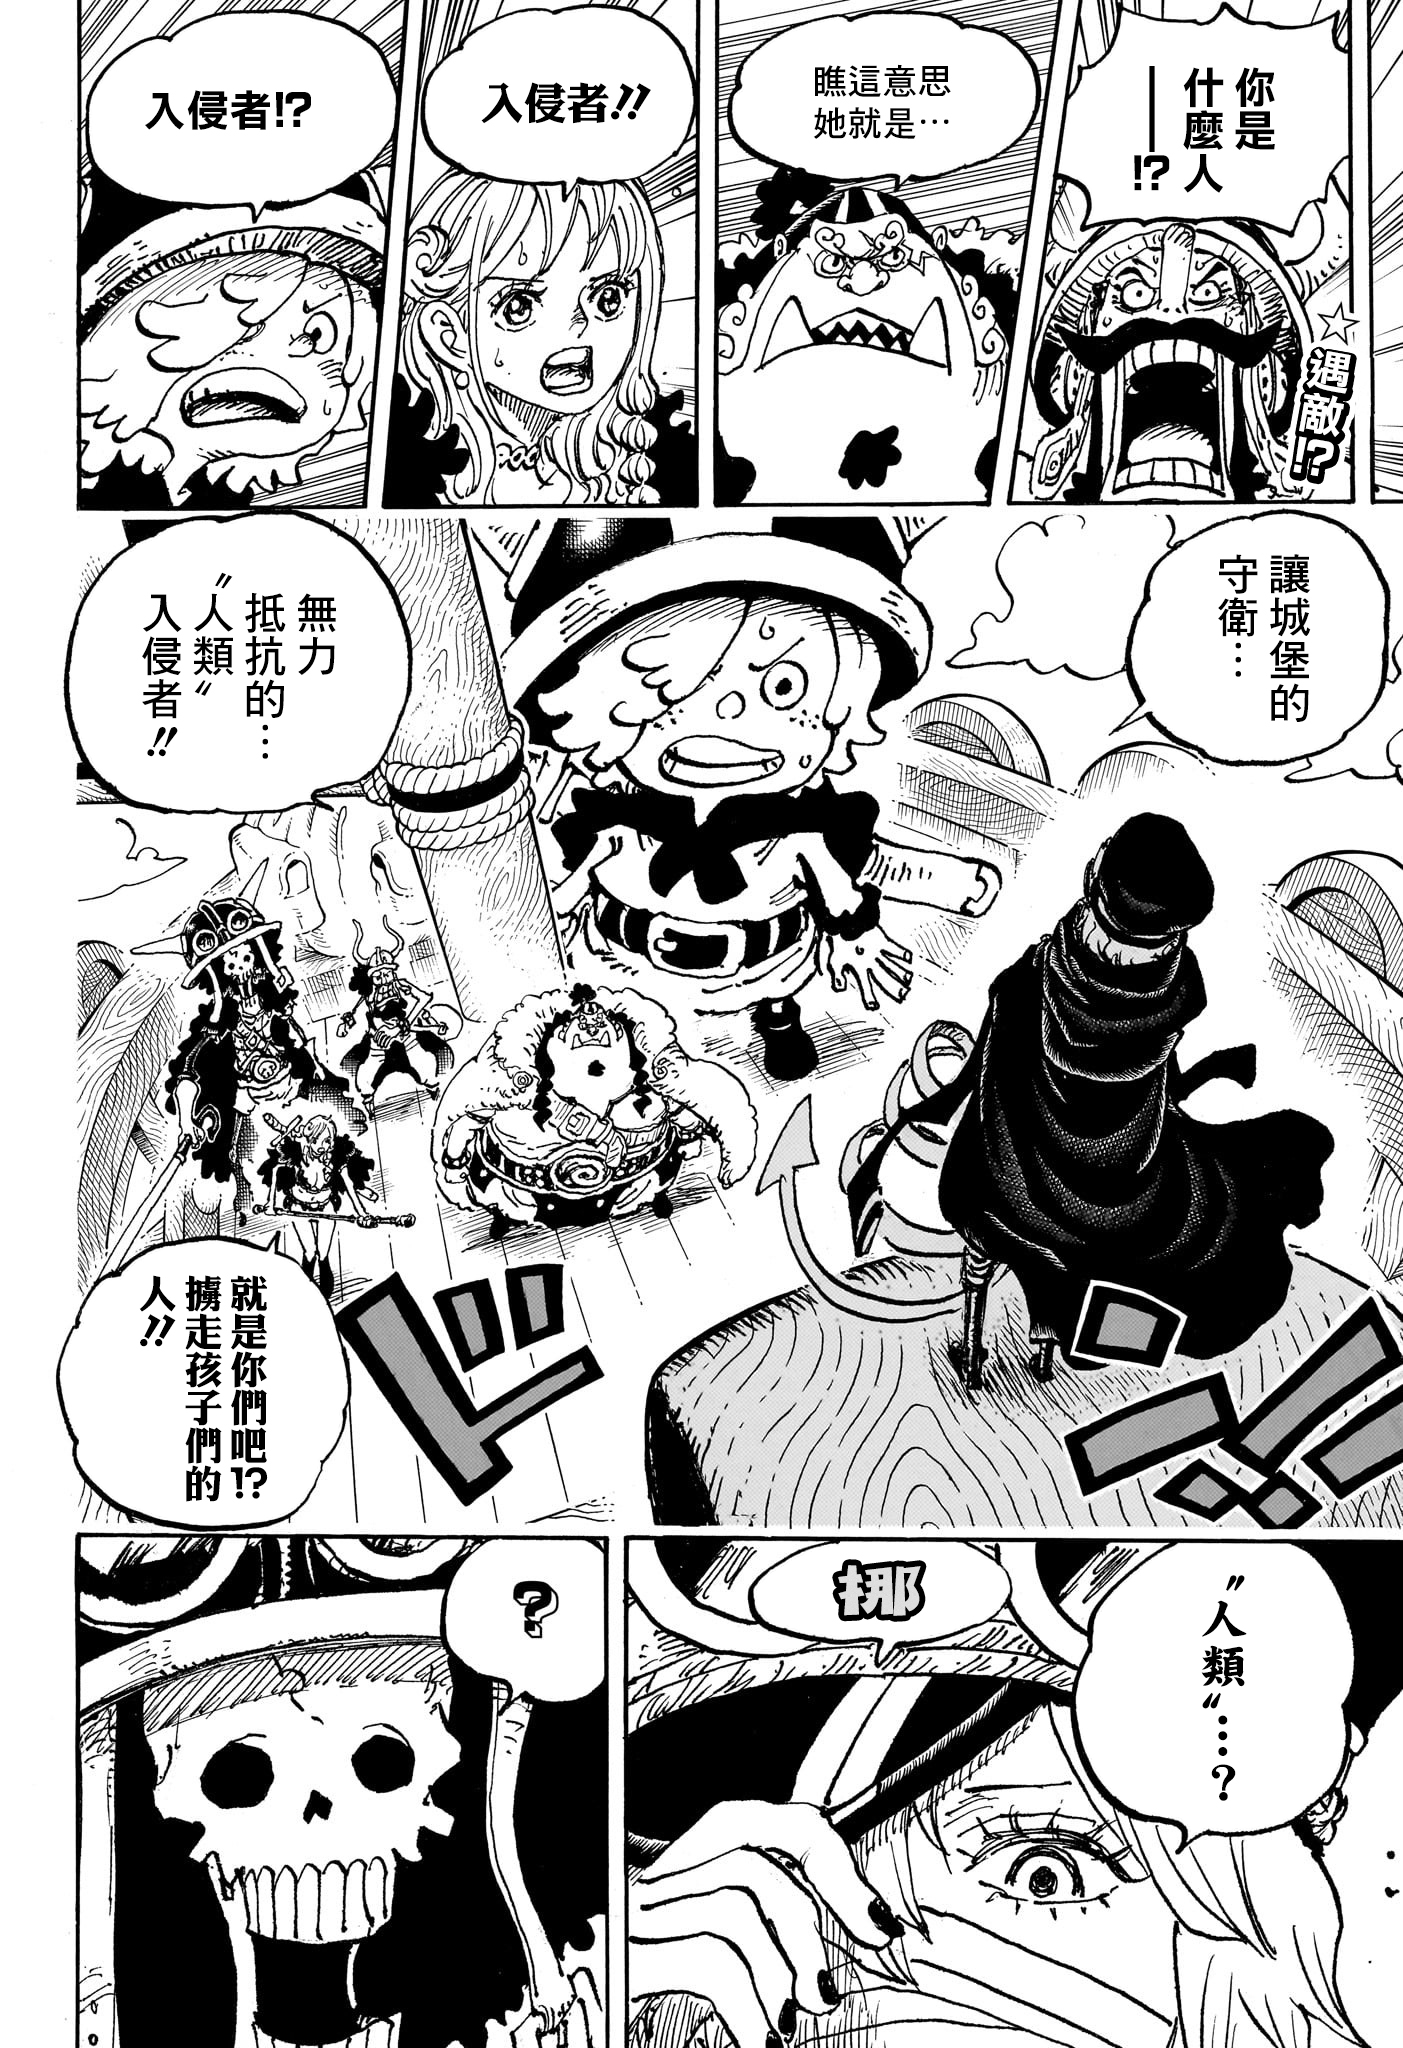 你是
什麼人
——!?
☆遇敵!?
瞧這意思
她就是…
入侵者!!
入侵者!?
讓城堡的
守衛…
無力
抵抗的…
〝人類〞
入侵者!!
就是你們吧!?
擄走孩子們的
人!!
ド
〝人類〞…?
挪
?